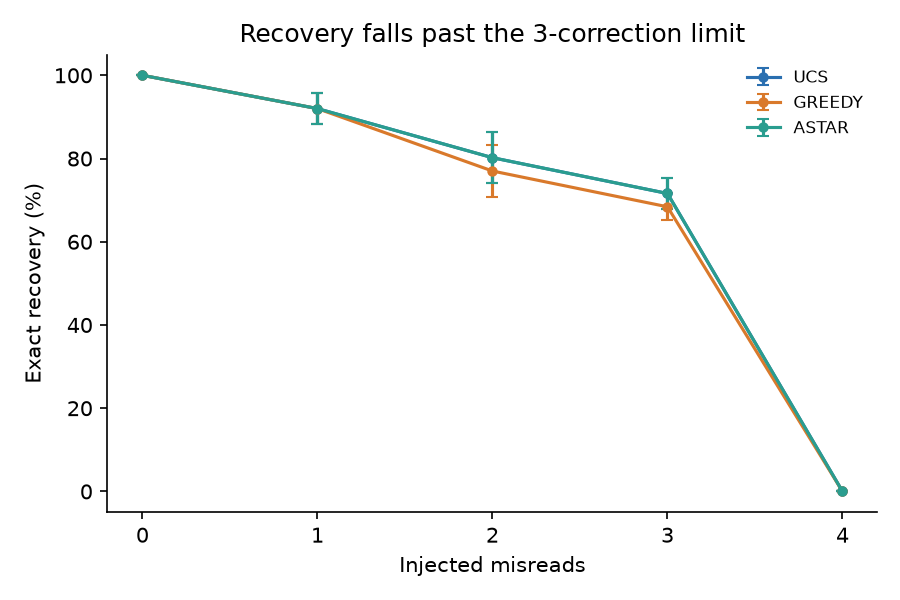 Recovery falls past the 3-correction limit
UCS
GREEDY
ASTAR
Exact recovery (%)
100
80
60
40
20
0
0 1 2 3 4
Injected misreads